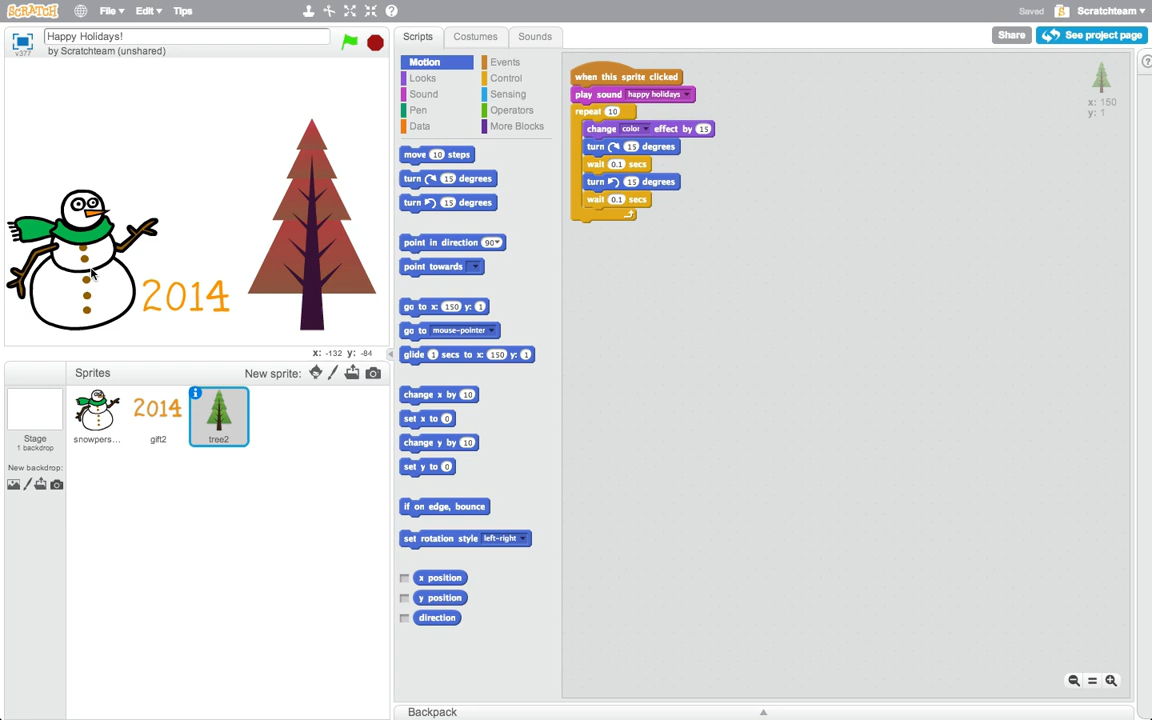 SCRATCH File Edit Tips Saved Scratchteam
Happy Holidays! Scripts Costumes Sounds Share See project page
v377 by Scratchteam (unshared)
Motion Events
Looks Control
Sound Sensing
Pen Operators
Data More Blocks
when this sprite clicked
play sound happy holidays
repeat 10
change color effect by 15
turn 15 degrees
wait 0.1 secs
turn 15 degrees
wait 0.1 secs
x: 150
y: 1
move 10 steps
turn 15 degrees
turn 15 degrees
point in direction 90
point towards
go to x: 150 y: 1
go to mouse-pointer
glide 1 secs to x: 150 y: 1
change x by 10
set x to 0
change y by 10
set y to 0
if on edge, bounce
set rotation style left-right
x position
y position
direction
2014
x: -132 y: -84
Sprites New sprite:
2014
Stage
1 backdrop
snowpers... gift2 tree2
New backdrop:
Backpack